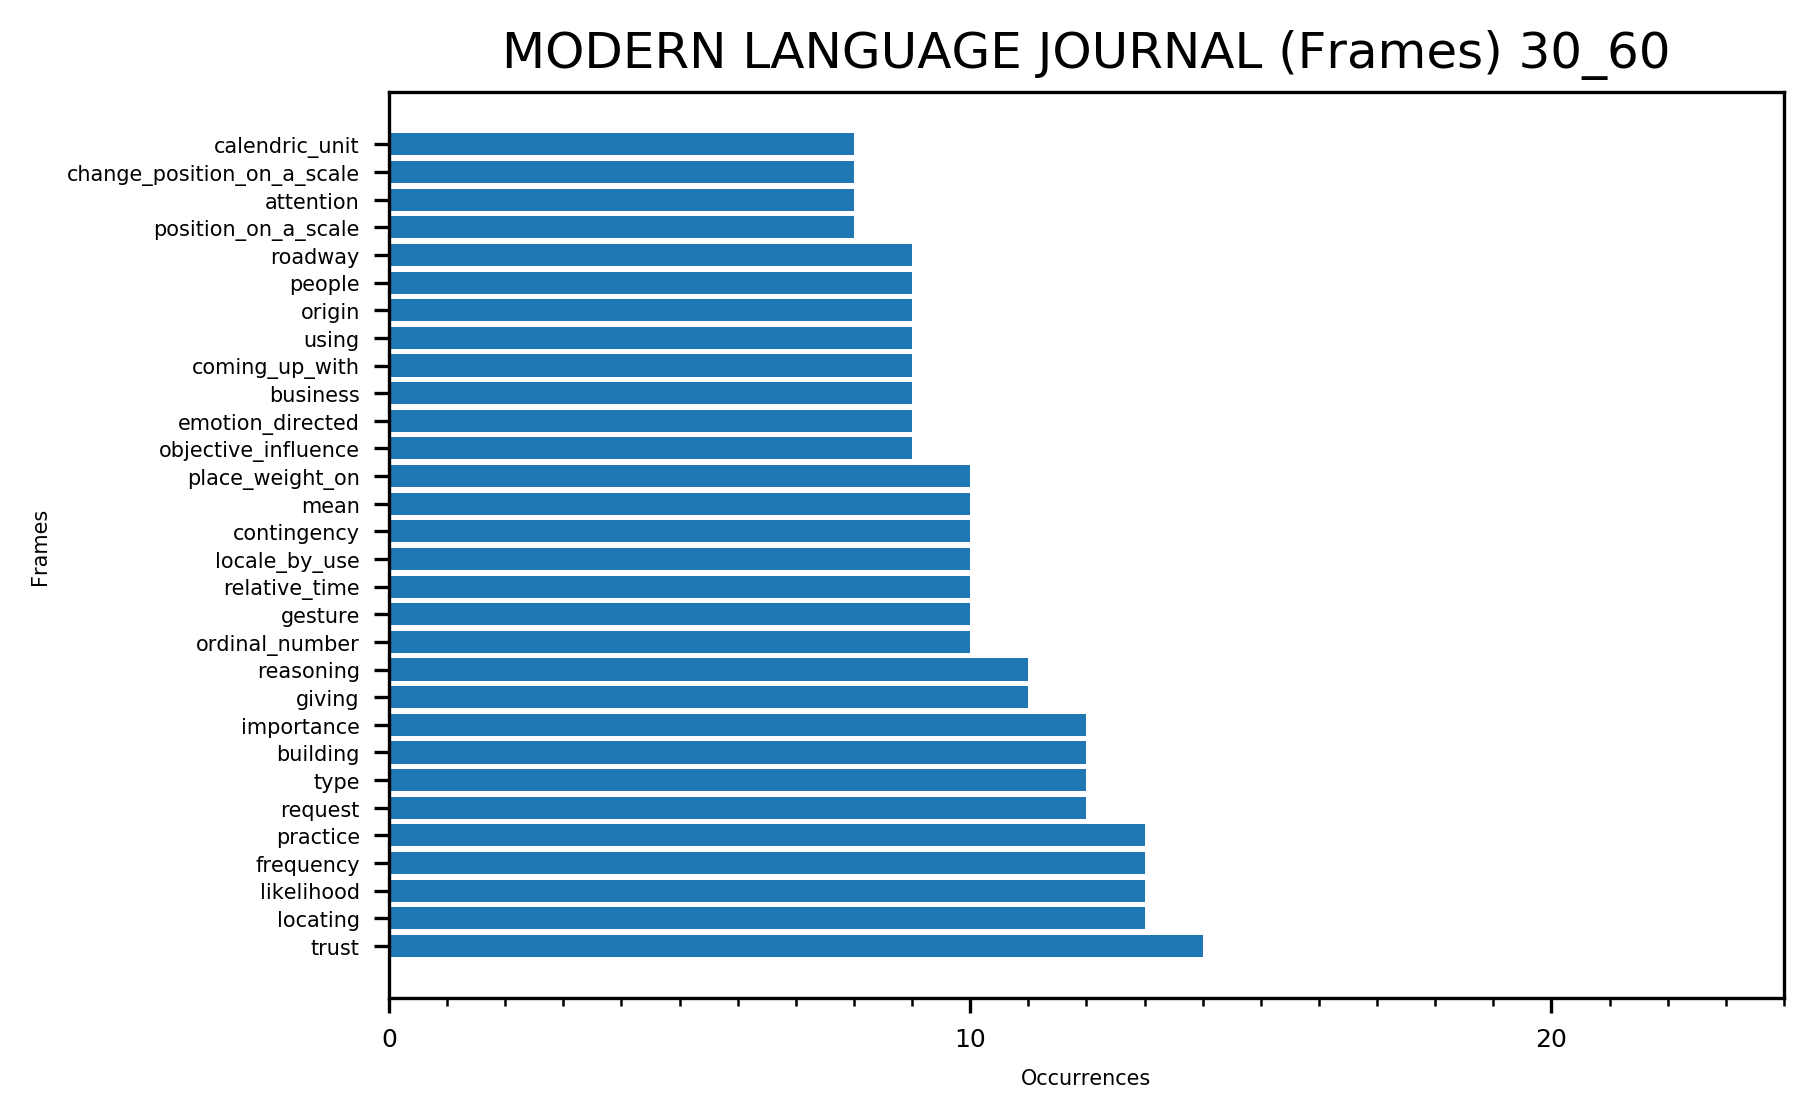 MODERN LANGUAGE JOURNAL (Frames) 30_60
calendric_unit
change_position_on_a_scale
attention
position_on_a_scale
roadway
people
origin
using
coming_up_with
business
emotion_directed
objective_influence
place_weight_on
mean
contingency
locale_by_use
relative_time
gesture
ordinal_number
reasoning
giving
importance
building
type
request
practice
frequency
likelihood
locating
trust
Frames
0 10 20
Occurrences